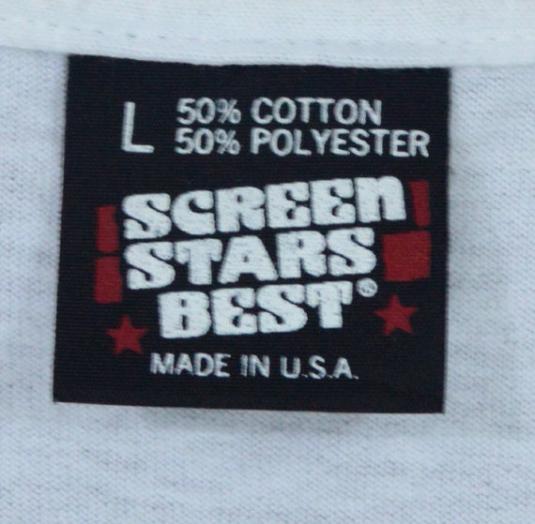 L 50% COTTON
50% POLYESTER
SCREEN
STARS
BEST®
MADE IN U.S.A.